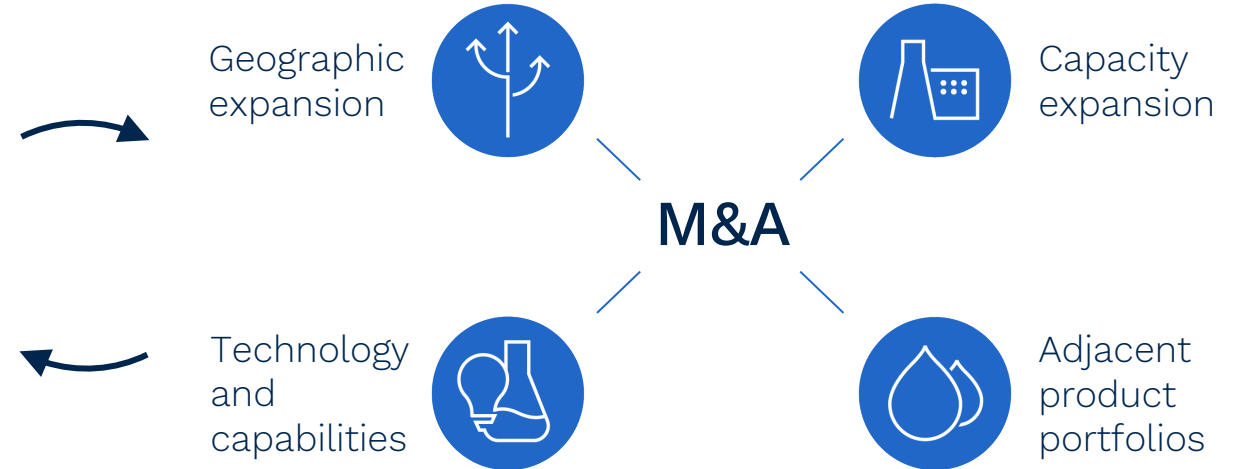 Geographic
expansion
Capacity
expansion
M&A
Technology
and
capabilities
Adjacent
product
portfolios